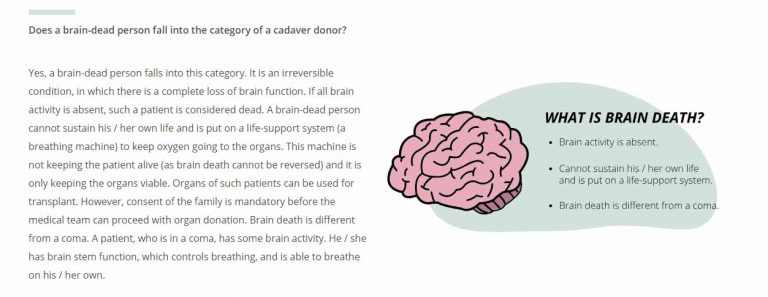 Does a brain-dead person fall into the category of a cadaver donor?
Yes, a brain-dead person falls into this category. It is an irreversible
condition, in which there is a complete loss of brain function. If all brain
activity is absent, such a patient is considered dead. A brain-dead person
cannot sustain his / her own life and is put on a life-support system (a
breathing machine) to keep oxygen going to the organs. This machine is
not keeping the patient alive (as brain death cannot be reversed) and it is
only keeping the organs viable. Organs of such patients can be used for
transplant. However, consent of the family is mandatory before the
medical team can proceed with organ donation. Brain death is different
from a coma. A patient, who is in a coma, has some brain activity. He / she
has brain stem function, which controls breathing, and is able to breathe
on his / her own.
WHAT IS BRAIN DEATH?
• Brain activity is absent.
• Cannot sustain his / her own life
and is put on a life-support system.
• Brain death is different from a coma.